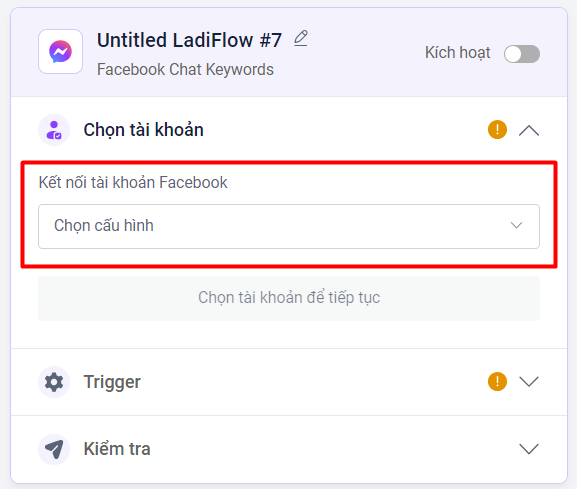 Untitled LadiFlow #7
Facebook Chat Keywords
Kích hoạt
Chọn tài khoản
Kết nối tài khoản Facebook
Chọn cấu hình
Chọn tài khoản để tiếp tục
Trigger
Kiểm tra